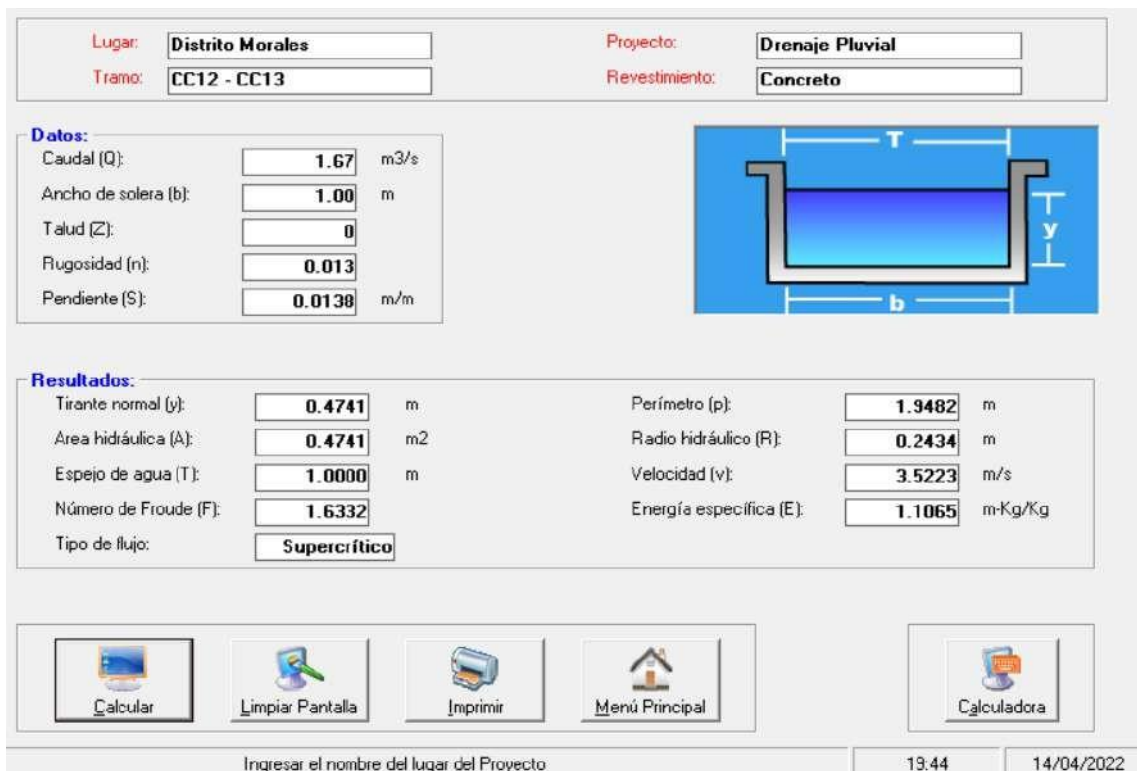 Lugar: Distrito Morales Proyecto: Drenaje Pluvial
Tramo: CC12 - CC13 Revestimiento: Concreto
Datos:
Caudal (Q): 1.67 m3/s
Ancho de solera (b): 1.00 m
Talud (Z): 0
Rugosidad (n): 0.013
Pendiente (S): 0.0138 m/m
T
y
b
Resultados:
Tirante normal (y): 0.4741 m Perímetro (p): 1.9482 m
Area hidráulica (A): 0.4741 m2 Radio hidráulico (R): 0.2434 m
Espejo de agua (T): 1.0000 m Velocidad (v): 3.5223 m/s
Número de Froude (F): 1.6332 Energía específica (E): 1.1065 m-Kg/Kg
Tipo de flujo: Supercrítico
Calcular Limpiar Pantalla Imprimir Menú Principal Calculadora
Ingresar el nombre del lugar del Proyecto 19:44 14/04/2022